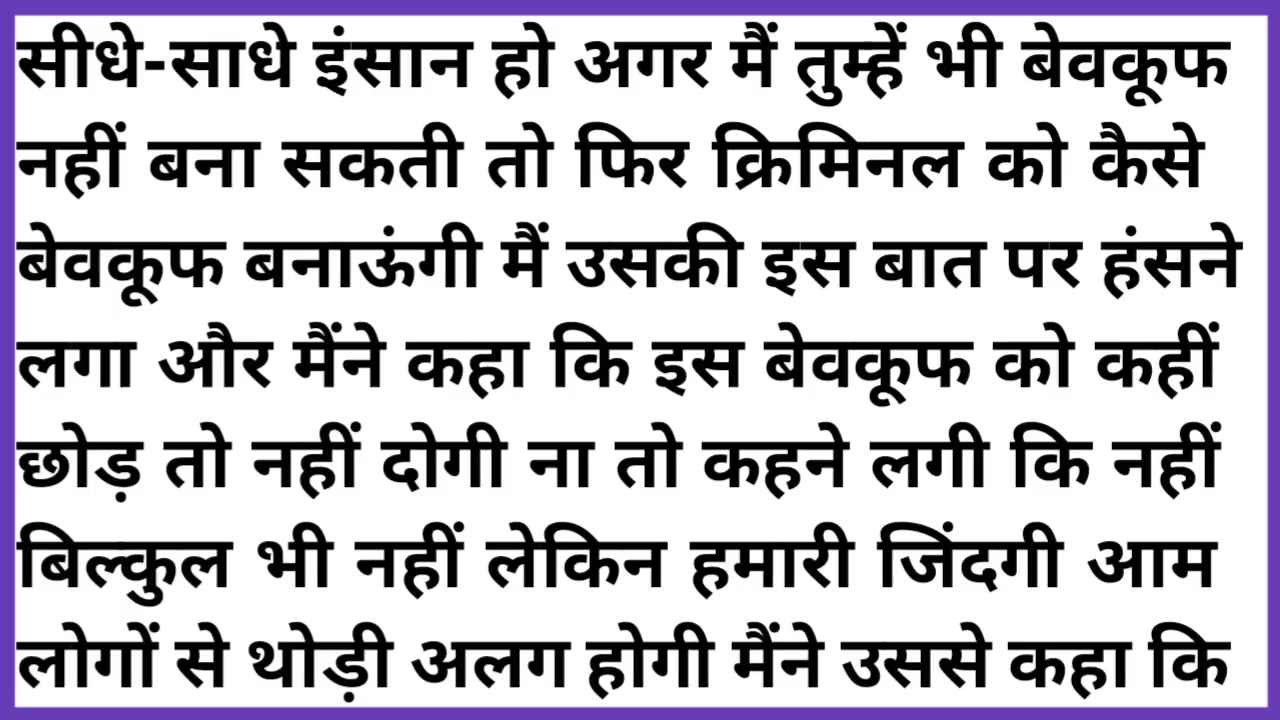 सीधे-साधे इंसान हो अगर मैं तुम्हें भी बेवकूफ
नहीं बना सकती तो फिर क्रिमिनल को कैसे
बेवकूफ बनाऊंगी मैं उसकी इस बात पर हंसने
लगा और मैंने कहा कि इस बेवकूफ को कहीं
छोड़ तो नहीं दोगी ना तो कहने लगी कि नहीं
बिल्कुल भी नहीं लेकिन हमारी जिंदगी आम
लोगों से थोड़ी अलग होगी मैंने उससे कहा कि